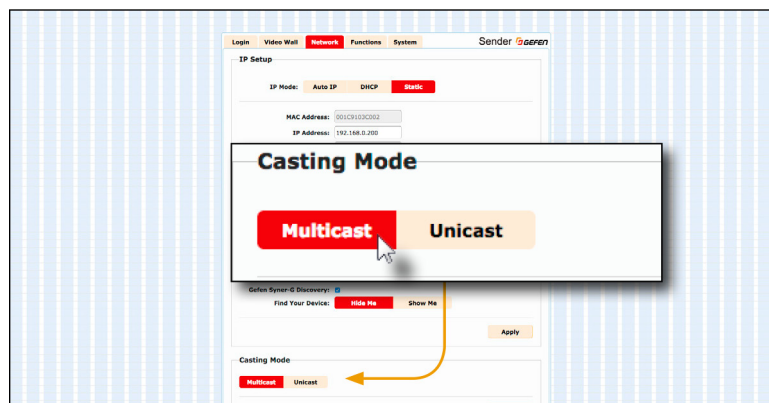 Login Video Wall Network Functions System Sender Gefen
IP Setup
IP Mode: Auto IP DHCP Static
MAC Address: 001C9103C002
IP Address: 192.168.0.200
Casting Mode
Multicast Unicast
Gefen Syner-G Discovery:
Find Your Device: Hide Me Show Me
Apply
Casting Mode
Multicast Unicast